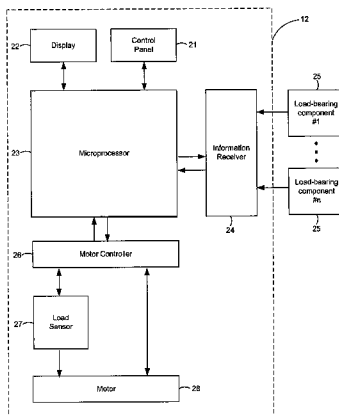 12
22
Display
Control
Panel
21
25
Load-bearing
component
#1
23
Microprocessor
Information
Receiver
Load-bearing
component
#n
24
25
26
Motor Controller
Load
Sensor
27
Motor
28